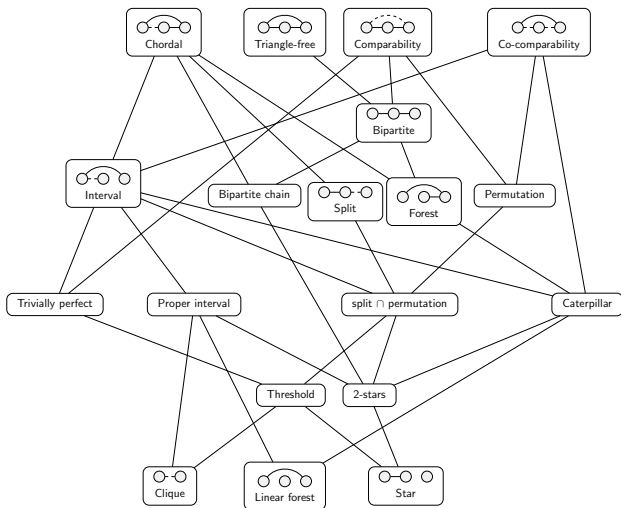 Chordal
Triangle-free
Comparability
Co-comparability
Bipartite
Interval
Bipartite chain
Split
Forest
Permutation
Trivially perfect
Proper interval
split ∩ permutation
Caterpillar
Threshold
2-stars
Clique
Linear forest
Star